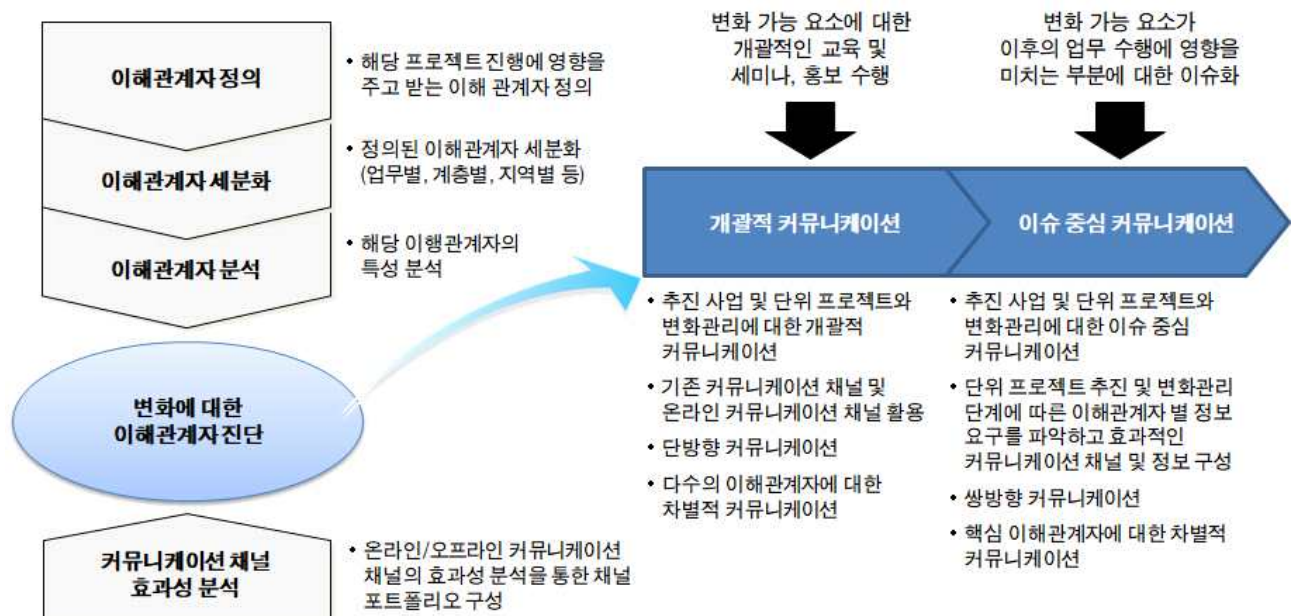 이해관계자 정의
• 해당 프로젝트 진행에 영향을
주고 받는 이해 관계자 정의
이해관계자 세분화
• 정의된 이해관계자 세분화
(업무별, 계층별, 지역별 등)
이해관계자 분석
• 해당 이행관계자의
특성 분석
변화에 대한
이해관계자 진단
커뮤니케이션 채널
효과성 분석
• 온라인/오프라인 커뮤니케이션
채널의 효과성 분석을 통한 채널
포트폴리오 구성
변화 가능 요소에 대한
개괄적인 교육 및
세미나, 홍보 수행
변화 가능 요소가
이후의 업무 수행에 영향을
미치는 부분에 대한 이슈화
개괄적 커뮤니케이션
이슈 중심 커뮤니케이션
• 추진 사업 및 단위 프로젝트와
변화관리에 대한 개괄적
커뮤니케이션
• 기존 커뮤니케이션 채널 및
온라인 커뮤니케이션 채널 활용
• 단방향 커뮤니케이션
• 다수의 이해관계자에 대한
차별적 커뮤니케이션
• 추진 사업 및 단위 프로젝트와
변화관리에 대한 이슈 중심
커뮤니케이션
• 단위 프로젝트 추진 및 변화관리
단계에 따른 이해관계자 별 정보
요구를 파악하고 효과적인
커뮤니케이션 채널 및 정보 구성
• 쌍방향 커뮤니케이션
• 핵심 이해관계자에 대한 차별적
커뮤니케이션